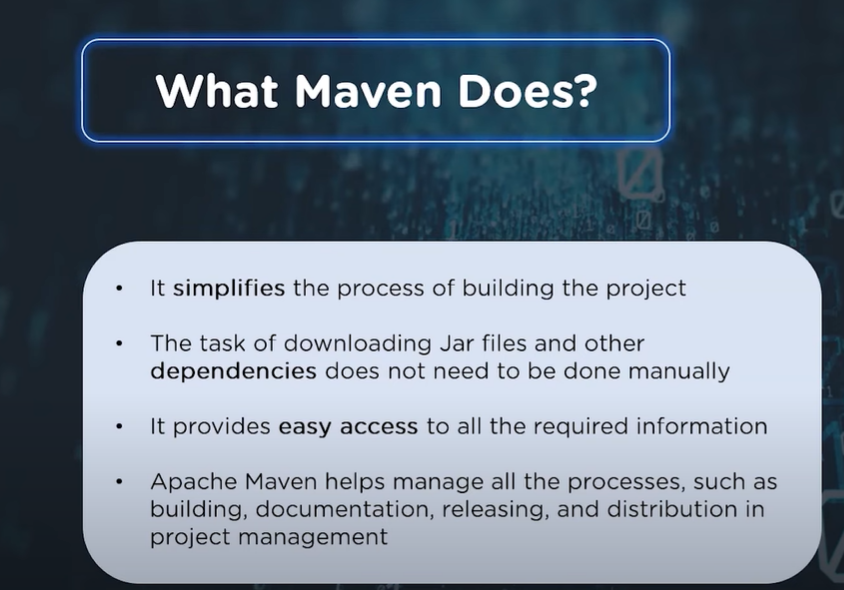 What Maven Does?
• It simplifies the process of building the project
• The task of downloading Jar files and other
dependencies does not need to be done manually
• It provides easy access to all the required information
• Apache Maven helps manage all the processes, such as
building, documentation, releasing, and distribution in
project management